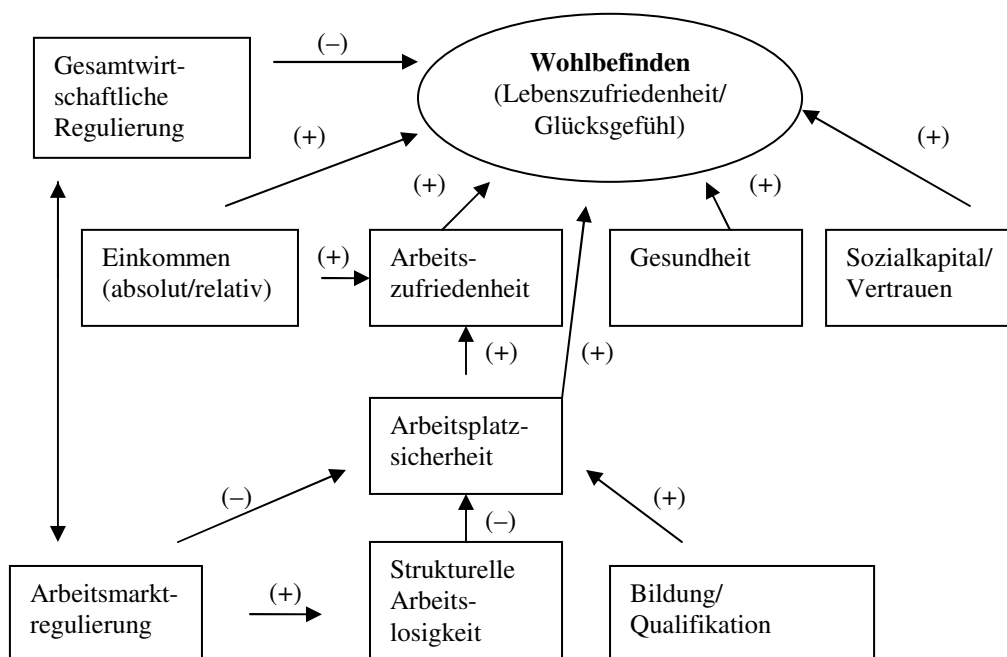 (–)
Gesamtwirt-
schaftliche
Regulierung
Wohlbefinden
(Lebenszufriedenheit/
Glücksgefühl)
(+)
(+)
(+)
(+)
Einkommen
(absolut/relativ)
(+)
Arbeits-
zufriedenheit
Gesundheit
Sozialkapital/
Vertrauen
(+)
(+)
Arbeitsplatz-
sicherheit
(–)
(–)
(+)
Arbeitsmarkt-
regulierung
(+)
Strukturelle
Arbeits-
losigkeit
Bildung/
Qualifikation